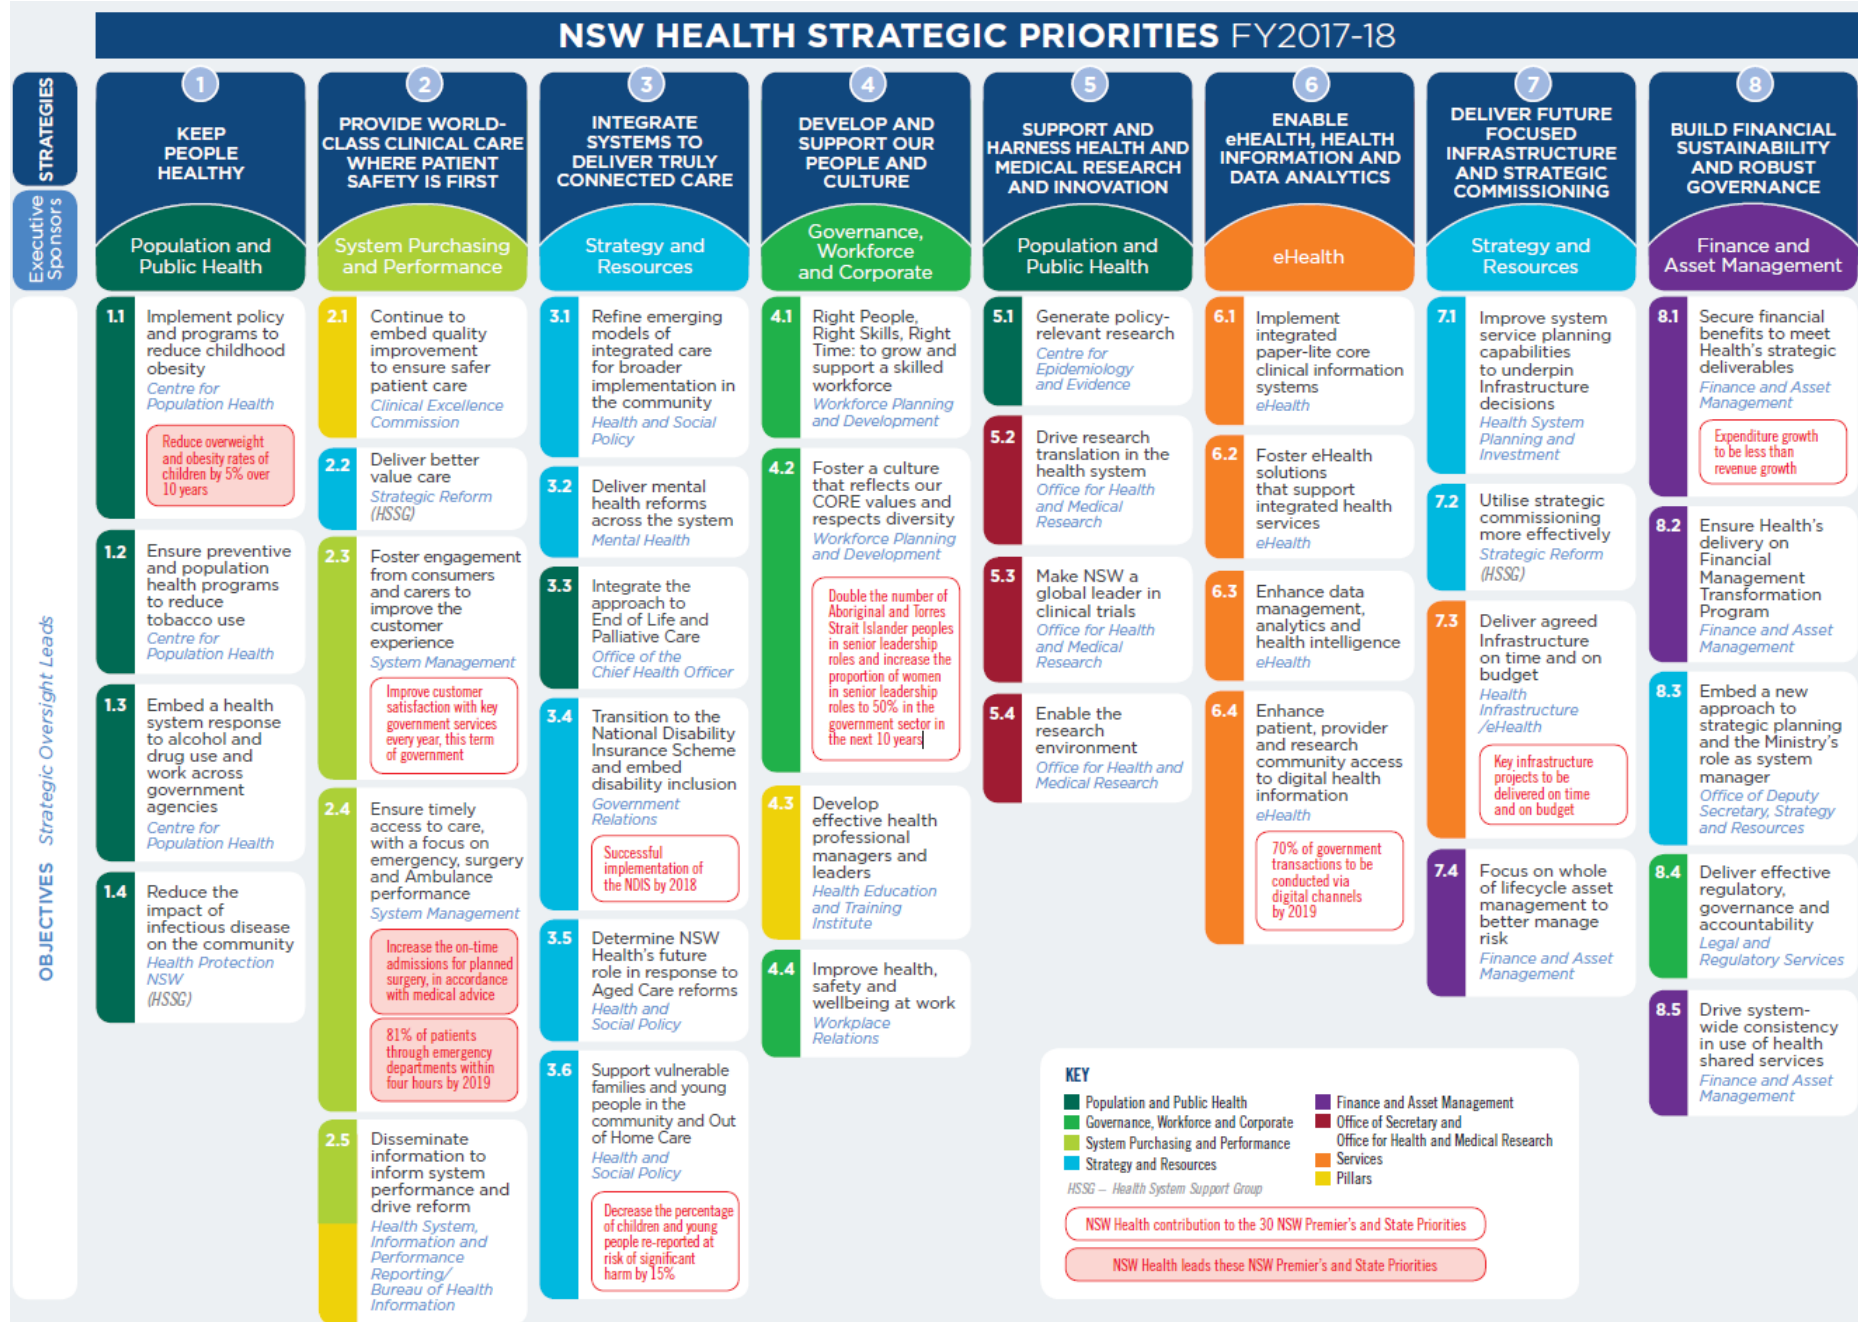 NSW HEALTH STRATEGIC PRIORITIES FY2017-18
STRATEGIES
Executive
Sponsors
OBJECTIVES Strategic Oversight Leads
1
KEEP
PEOPLE
HEALTHY
Population and
Public Health
1.1
Implement policy
and programs to
reduce childhood
obesity
Centre for
Population Health
Reduce overweight
and obesity rates of
children by 5% over
10 years
1.2
Ensure preventive
and population
health programs
to reduce
tobacco use
Centre for
Population Health
1.3
Embed a health
system response
to alcohol and
drug use and
work across
government
agencies
Centre for
Population Health
1.4
Reduce the
impact of
infectious disease
on the community
Health Protection
NSW
(HSSG)
2
PROVIDE WORLD-
CLASS CLINICAL CARE
WHERE PATIENT
SAFETY IS FIRST
System Purchasing
and Performance
2.1
Continue to
embed quality
improvement
to ensure safer
patient care
Clinical Excellence
Commission
2.2
Deliver better
value care
Strategic Reform
(HSSG)
2.3
Foster engagement
from consumers
and carers to
improve the
customer
experience
System Management
Improve customer
satisfaction with key
government services
every year, this term
of government
2.4
Ensure timely
access to care,
with a focus on
emergency, surgery
and Ambulance
performance
System Management
Increase the on-time
admissions for planned
surgery, in accordance
with medical advice
81% of patients
through emergency
departments within
four hours by 2019
2.5
Disseminate
information to
inform system
performance and
drive reform
Health System,
Information and
Performance
Reporting/
Bureau of Health
Information
3
INTEGRATE
SYSTEMS TO
DELIVER TRULY
CONNECTED CARE
Strategy and
Resources
3.1
Refine emerging
models of
integrated care
for broader
implementation in
the community
Health and Social
Policy
3.2
Deliver mental
health reforms
across the system
Mental Health
3.3
Integrate the
approach to
End of Life and
Palliative Care
Office of the
Chief Health Officer
3.4
Transition to the
National Disability
Insurance Scheme
and embed
disability inclusion
Government
Relations
Successful
implementation of
the NDIS by 2018
3.5
Determine NSW
Health's future
role in response to
Aged Care reforms
Health and
Social Policy
3.6
Support vulnerable
families and young
people in the
community and Out
of Home Care
Health and
Social Policy
Decrease the percentage
of children and young
people re-reported at
risk of significant
harm by 15%
4
DEVELOP AND
SUPPORT OUR
PEOPLE AND
CULTURE
Governance,
Workforce
and Corporate
4.1
Right People,
Right Skills, Right
Time: to grow and
support a skilled
workforce
Workforce Planning
and Development
4.2
Foster a culture
that reflects our
CORE values and
respects diversity
Workforce Planning
and Development
Double the number of
Aboriginal and Torres
Strait Islander peoples
in senior leadership
roles and increase the
proportion of women
in senior leadership
roles to 50% in the
government sector in
the next 10 years
4.3
Develop
effective health
professional
managers and
leaders
Health Education
and Training
Institute
4.4
Improve health,
safety and
wellbeing at work
Workplace
Relations
5
SUPPORT AND
HARNESS HEALTH AND
MEDICAL RESEARCH
AND INNOVATION
Population and
Public Health
5.1
Generate policy-
relevant research
Centre for
Epidemiology
and Evidence
5.2
Drive research
translation in the
health system
Office for Health
and Medical
Research
5.3
Make NSW a
global leader in
clinical trials
Office for Health
and Medical
Research
5.4
Enable the
research
environment
Office for Health and
Medical Research
6
ENABLE
eHEALTH, HEALTH
INFORMATION AND
DATA ANALYTICS
eHealth
6.1
Implement
integrated
paper-lite core
clinical information
systems
eHealth
6.2
Foster eHealth
solutions
that support
integrated health
services
eHealth
6.3
Enhance data
management,
analytics and
health intelligence
eHealth
6.4
Enhance
patient, provider
and research
community access
to digital health
information
eHealth
70% of government
transactions to be
conducted via
digital channels
by 2019
7
DELIVER FUTURE
FOCUSED
INFRASTRUCTURE
AND STRATEGIC
COMMISSIONING
Strategy and
Resources
7.1
Improve system
service planning
capabilities
to underpin
Infrastructure
decisions
Health System
Planning and
Investment
7.2
Utilise strategic
commissioning
more effectively
Strategic Reform
(HSSG)
7.3
Deliver agreed
Infrastructure
on time and on
budget
Health
Infrastructure
/eHealth
Key infrastructure
projects to be
delivered on time
and on budget
7.4
Focus on whole
of lifecycle asset
management to
better manage
risk
Finance and Asset
Management
8
BUILD FINANCIAL
SUSTAINABILITY
AND ROBUST
GOVERNANCE
Finance and
Asset Management
8.1
Secure financial
benefits to meet
Health's strategic
deliverables
Finance and Asset
Management
Expenditure growth
to be less than
revenue growth
8.2
Ensure Health's
delivery on
Financial
Management
Transformation
Program
Finance and Asset
Management
8.3
Embed a new
approach to
strategic planning
and the Ministry's
role as system
manager
Office of Deputy
Secretary, Strategy
and Resources
8.4
Deliver effective
regulatory,
governance and
accountability
Legal and
Regulatory Services
8.5
Drive system-
wide consistency
in use of health
shared services
Finance and Asset
Management
KEY
Population and Public Health
Governance, Workforce and Corporate
System Purchasing and Performance
Strategy and Resources
HSSG – Health System Support Group
Finance and Asset Management
Office of Secretary and
Office for Health and Medical Research
Services
Pillars
NSW Health contribution to the 30 NSW Premier's and State Priorities
NSW Health leads these NSW Premier's and State Priorities